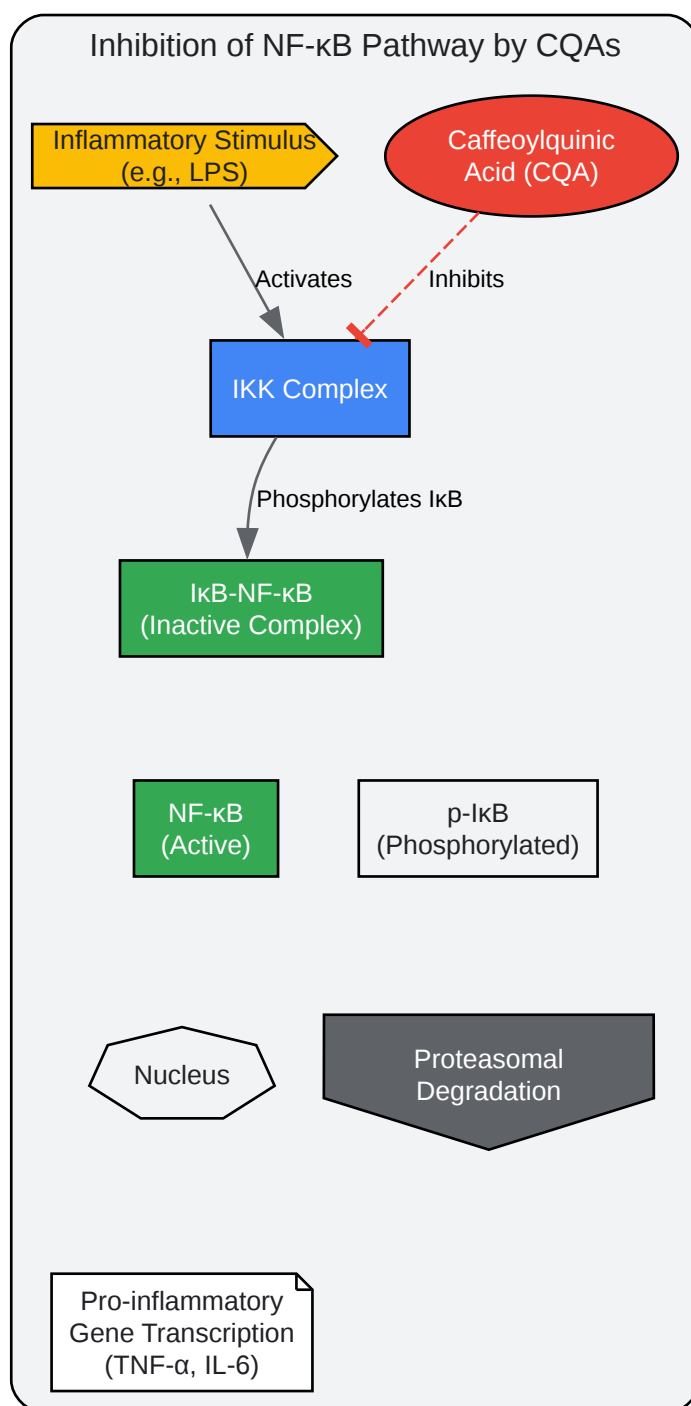 Inhibition of NF-κB Pathway by CQAs
Inflammatory Stimulus
(e.g., LPS)
Caffeoylquinic
Acid (CQA)
Activates
Inhibits
IKK Complex
Phosphorylates IκB
IκB-NF-κB
(Inactive Complex)
NF-κB
(Active)
p-IκB
(Phosphorylated)
Nucleus
Proteasomal
Degradation
Pro-inflammatory
Gene Transcription
(TNF-α, IL-6)